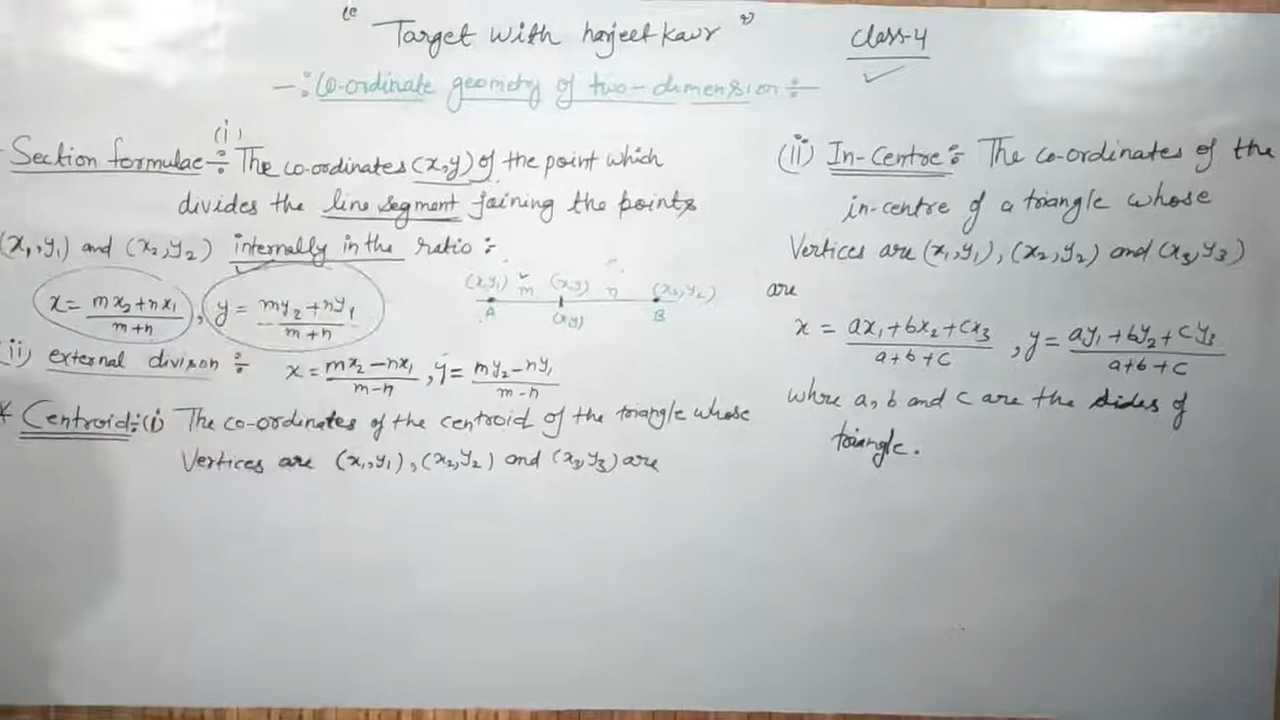 " Target with harjeet kaur "
Class-4
-: Co-ordinate geometry of two-dimension ÷
Section formulae ÷ (i) The co-ordinates (x,y) of the point which
divides the line segment joining the points
(x₁,y₁) and (x₂,y₂) internally in the ratio :-
x = mx₂+nx₁/m+n , y = my₂+ny₁/m+n
(x,y₁) m (x,y) n (x₂,y₂)
A (x,y) B
(ii) external divison ÷ x = mx₂-nx₁/m-n , y = my₂-ny₁/m-n
* Centroid ÷ (i) The co-ordinates of the centroid of the triangle whose
Vertices are (x₁,y₁), (x₂,y₂) and (x₃,y₃) are
(ii) In-Centre : The co-ordinates of the
in-centre of a triangle whose
Vertices are (x₁,y₁), (x₂,y₂) and (x₃,y₃)
are
x = ax₁+bx₂+cx₃/a+b+c , y = ay₁+by₂+cy₃/a+b+c
whre a, b and c are the sides of
triangle.